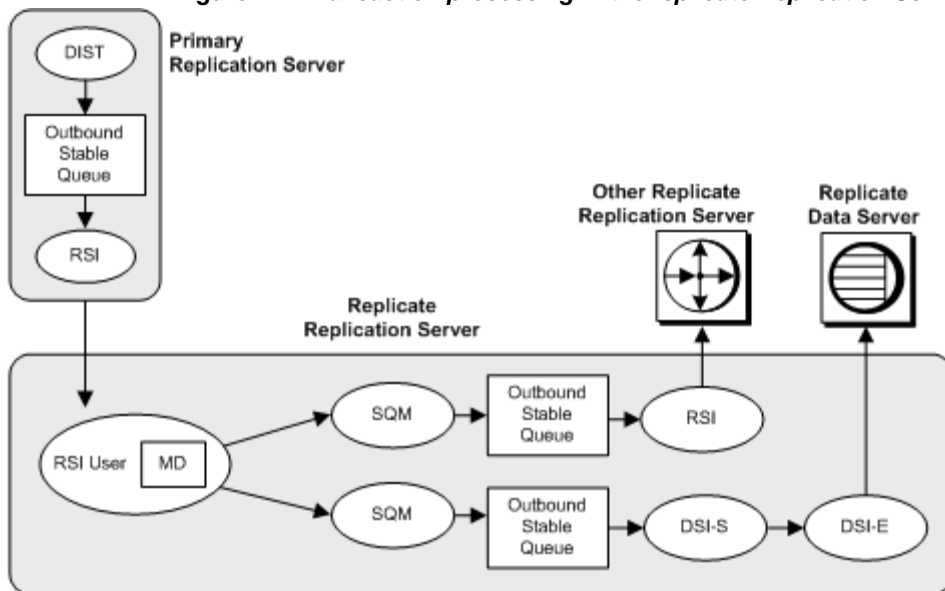 Primary
Replication Server
DIST
Outbound
Stable
Queue
RSI
Other Replicate
Replication Server
Replicate
Data Server
Replicate
Replication Server
RSI User
MD
SQM
Outbound
Stable
Queue
RSI
SQM
Outbound
Stable
Queue
DSI-S
DSI-E